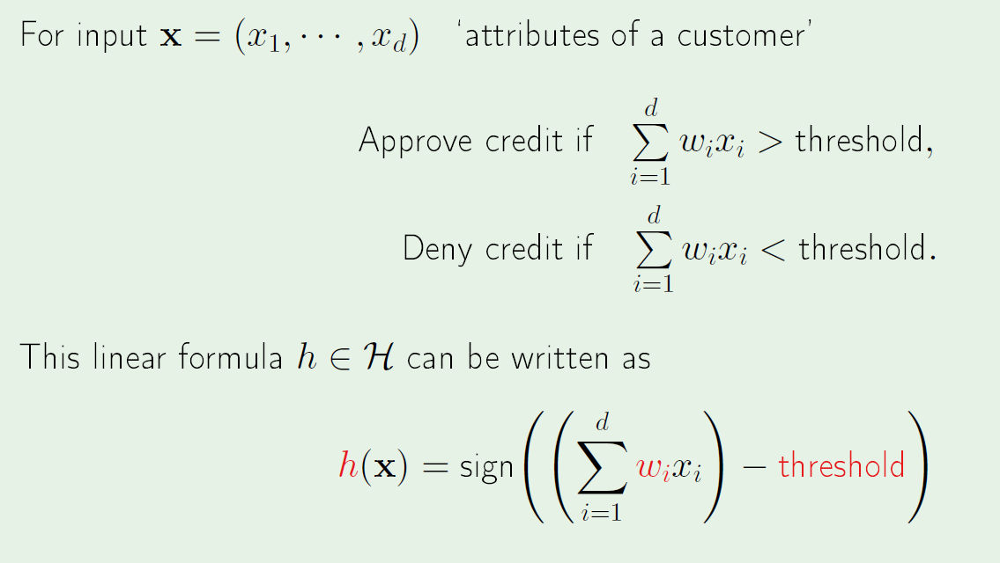 For input $\mathbf{x} = (x_1, \cdots, x_d)$ 'attributes of a customer'
Approve credit if $\sum_{i=1}^{d} w_i x_i > \text{threshold},$
Deny credit if $\sum_{i=1}^{d} w_i x_i < \text{threshold}.$
This linear formula $h \in \mathcal{H}$ can be written as
$h(\mathbf{x}) = \text{sign}\left(\left(\sum_{i=1}^{d} w_i x_i\right) - \text{threshold}\right)$